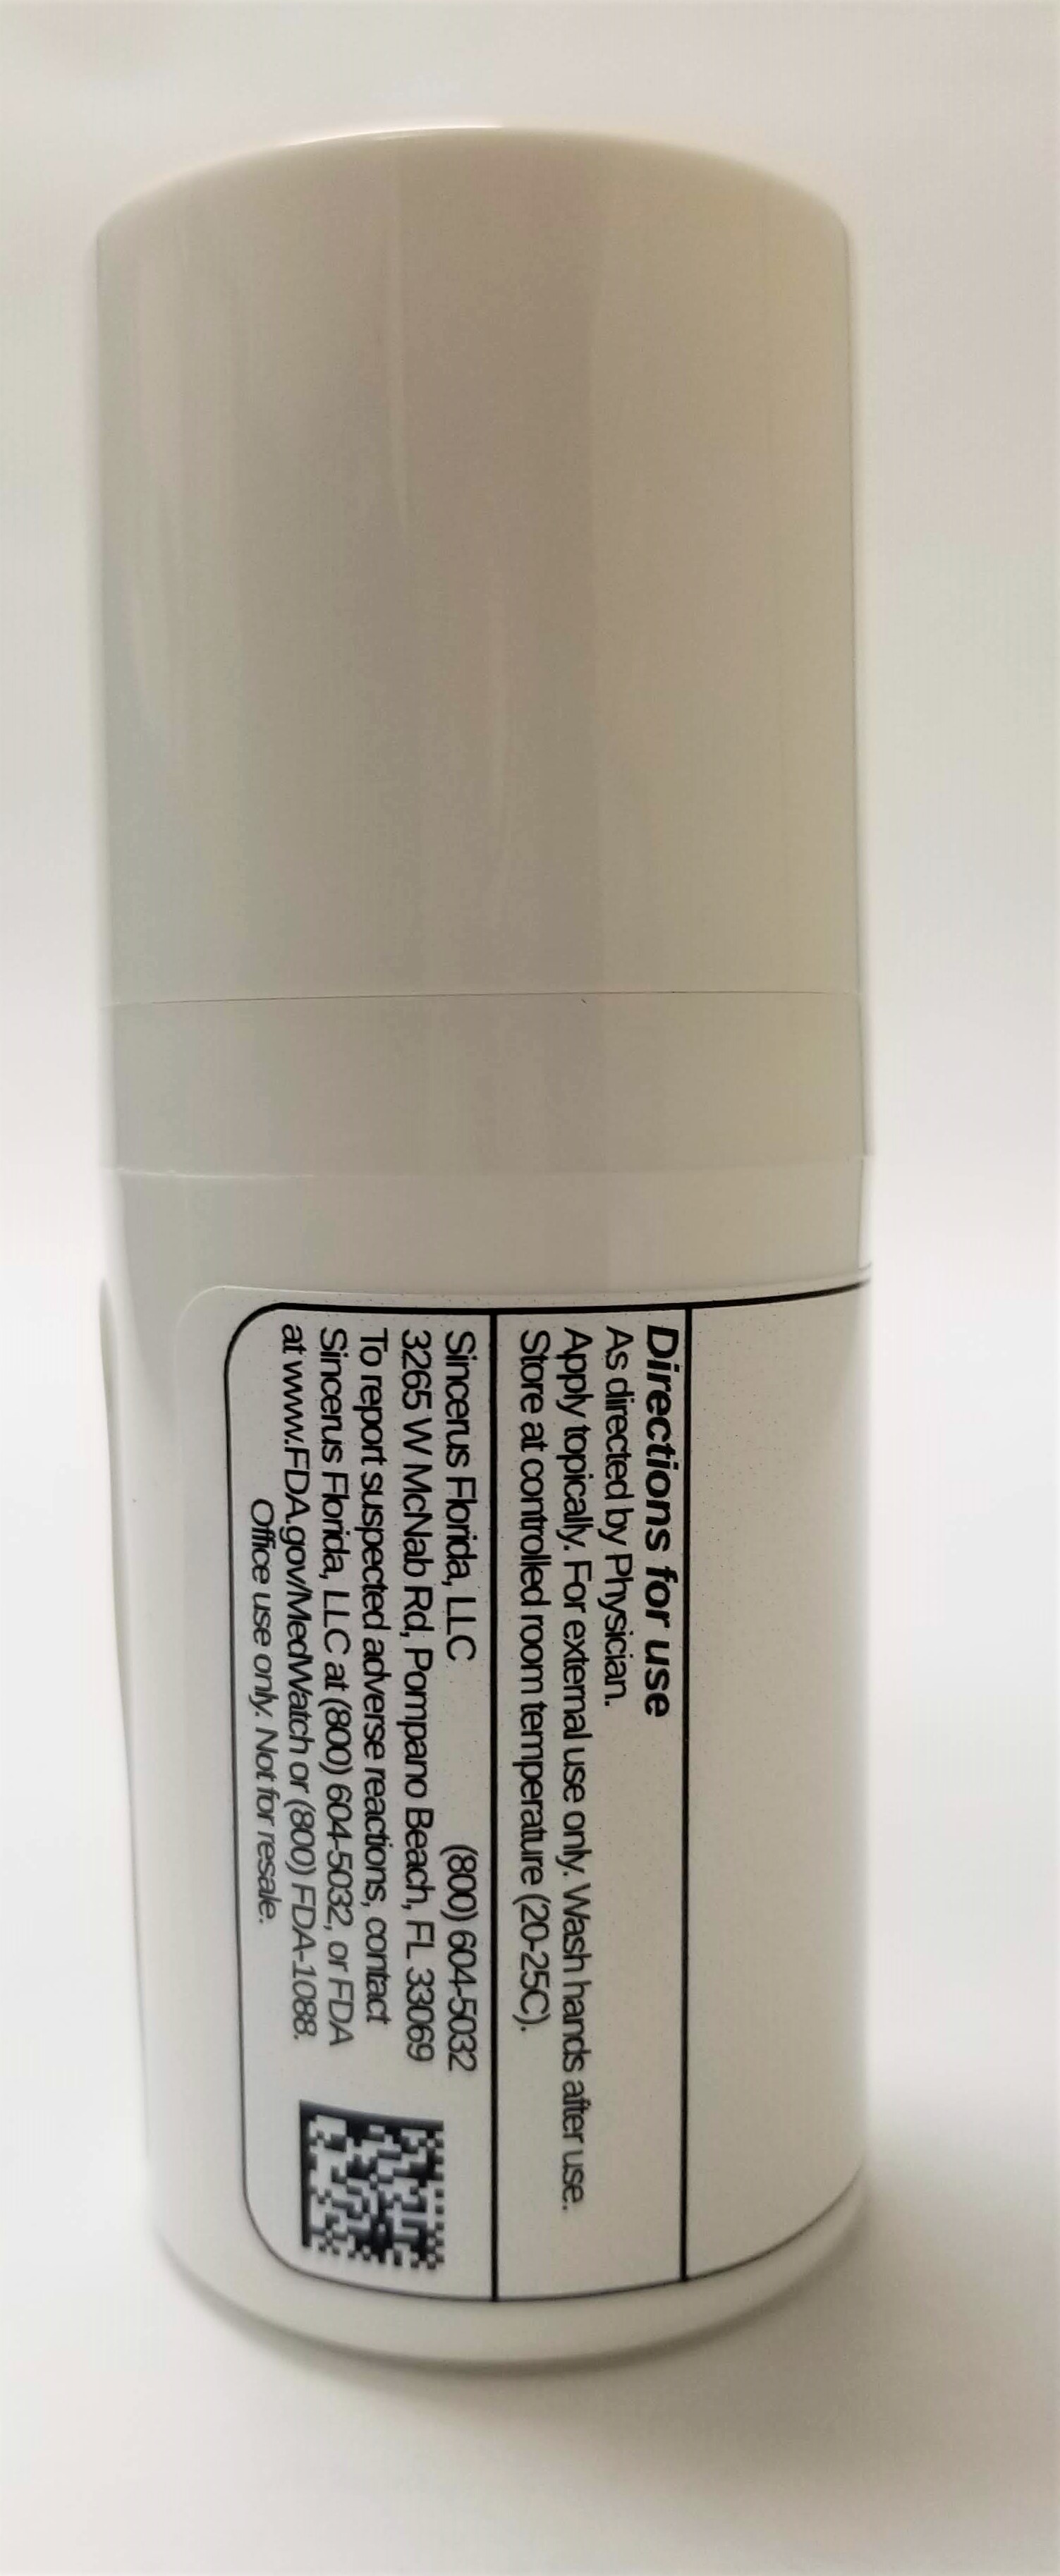 Directions for use
As directed by Physician.
Apply topically. For external use only. Wash hands after use.
Store at controlled room temperature (20-25C).
Sincerus Florida, LLC (800) 604-5032
3265 W McNab Rd, Pompano Beach, FL 33069
To report suspected adverse reactions, contact
Sincerus Florida, LLC at (800) 604-5032, or FDA
at www.FDA.gov/MedWatch or (800) FDA-1088.
Office use only. Not for resale.